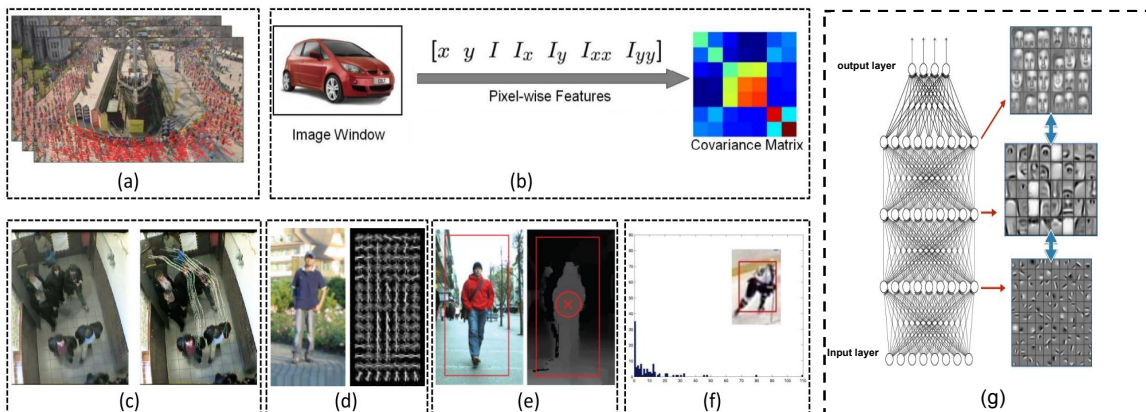 (a)
[x y I I_x I_y I_xx I_yy]
Pixel-wise Features
Image Window
Covariance Matrix
(b)
(c)
(d)
(e)
(f)
output layer
Input layer
(g)